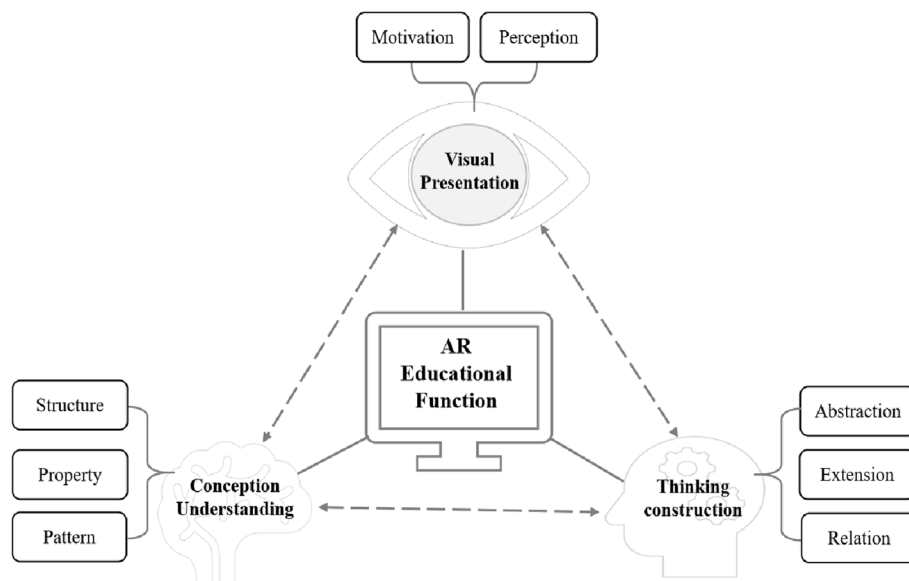 Motivation
Perception
Visual
Presentation
AR
Educational
Function
Structure
Property
Pattern
Conception
Understanding
Thinking
construction
Abstraction
Extension
Relation